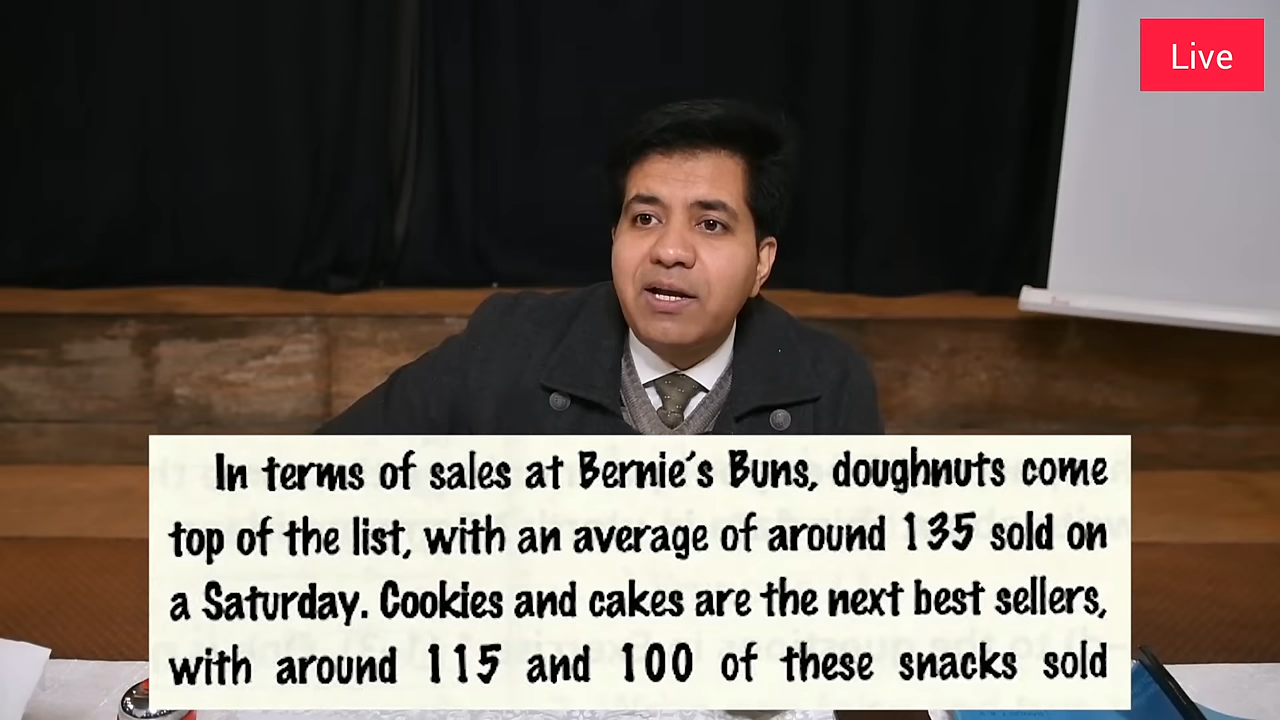 Live
In terms of sales at Bernie´s Buns, doughnuts come
top of the list, with an average of around 135 sold on
a Saturday. Cookies and cakes are the next best sellers,
with around 115 and 100 of these snacks sold